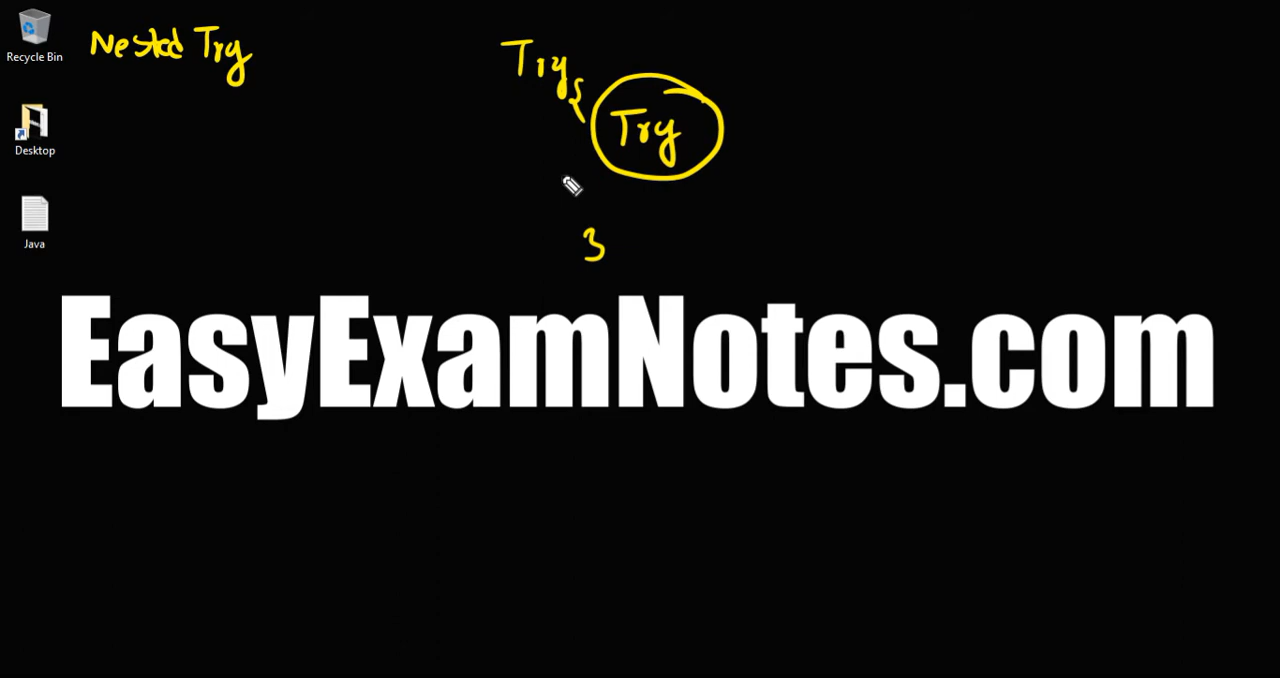 Recycle Bin
Nested Try
Try {
Try
Desktop
}
Java
EasyExamNotes.com